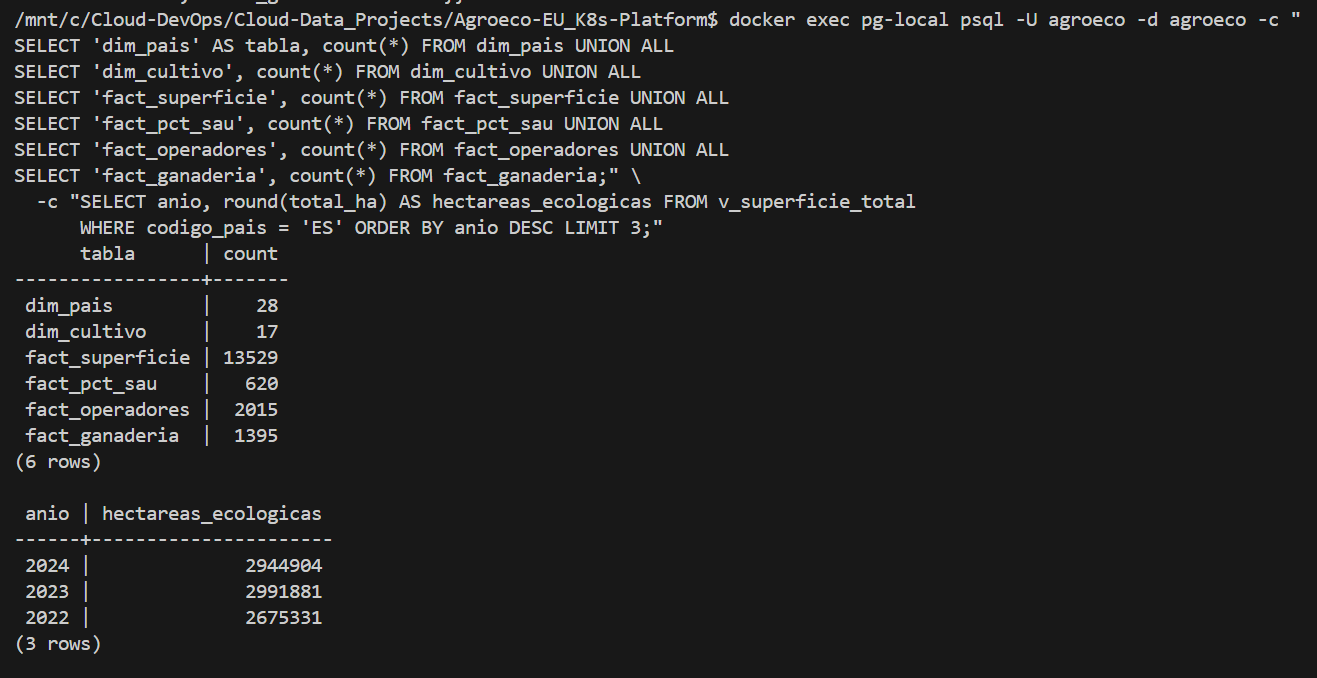 /mnt/c/Cloud-DevOps/Cloud-Data_Projects/Agroeco-EU_K8s-Platform$ docker exec pg-local psql -U agroeco -d agroeco -c "
SELECT 'dim_pais' AS tabla, count(*) FROM dim_pais UNION ALL
SELECT 'dim_cultivo', count(*) FROM dim_cultivo UNION ALL
SELECT 'fact_superficie', count(*) FROM fact_superficie UNION ALL
SELECT 'fact_pct_sau', count(*) FROM fact_pct_sau UNION ALL
SELECT 'fact_operadores', count(*) FROM fact_operadores UNION ALL
SELECT 'fact_ganaderia', count(*) FROM fact_ganaderia;" \
  -c "SELECT anio, round(total_ha) AS hectareas_ecologicas FROM v_superficie_total
      WHERE codigo_pais = 'ES' ORDER BY anio DESC LIMIT 3;"
      tabla      | count
-----------------+-------
 dim_pais        |    28
 dim_cultivo     |    17
 fact_superficie | 13529
 fact_pct_sau    |   620
 fact_operadores |  2015
 fact_ganaderia  |  1395
(6 rows)

 anio | hectareas_ecologicas
------+----------------------
 2024 |              2944904
 2023 |              2991881
 2022 |              2675331
(3 rows)